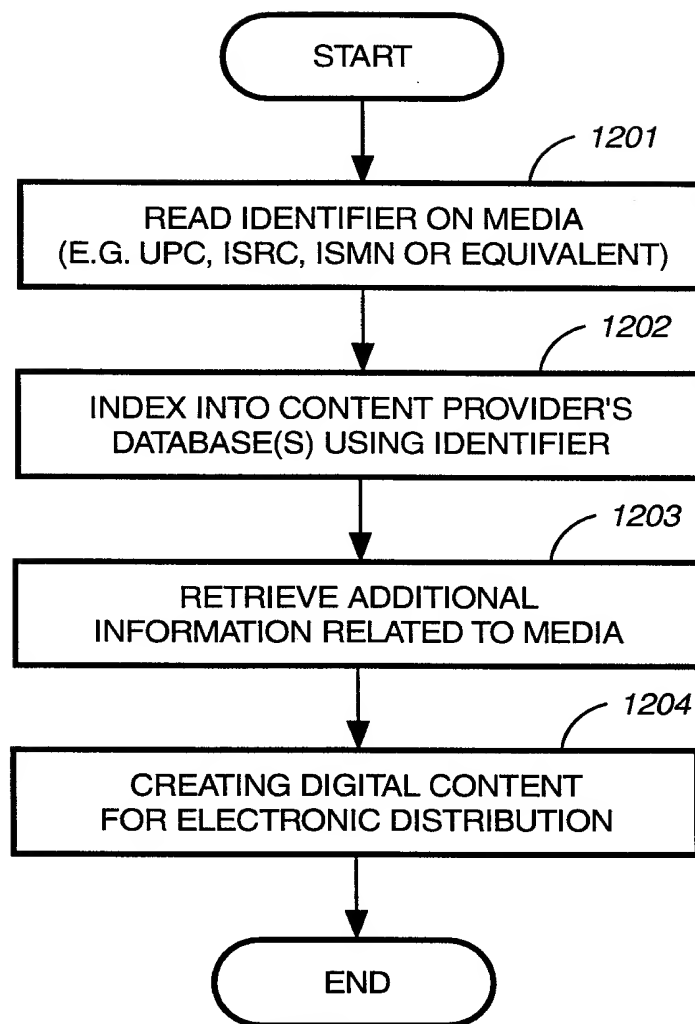 START
1201
READ IDENTIFIER ON MEDIA
(E.G. UPC, ISRC, ISMN OR EQUIVALENT)
1202
INDEX INTO CONTENT PROVIDER'S
DATABASE(S) USING IDENTIFIER
1203
RETRIEVE ADDITIONAL
INFORMATION RELATED TO MEDIA
1204
CREATING DIGITAL CONTENT
FOR ELECTRONIC DISTRIBUTION
END